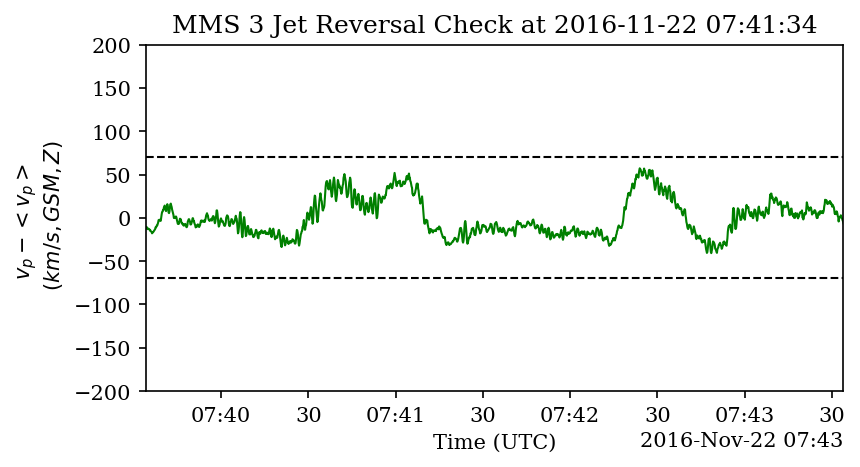 MMS 3 Jet Reversal Check at 2016-11-22 07:41:34
200
150
100
50
0
−50
−100
−150
−200
v_p − < v_p >
(km/s, GSM, Z)
07:40 30 07:41 30 07:42 30 07:43 30
Time (UTC) 2016-Nov-22 07:43